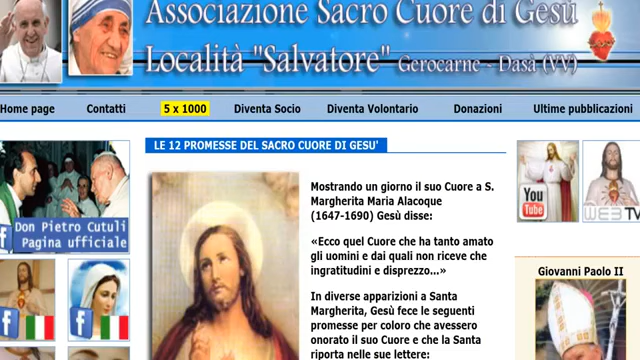 Associazione Sacro Cuore di Gesù
Località "Salvatore" Gerocarne - Dasà (VV)
Home page
Contatti
5 x 1000
Diventa Socio
Diventa Volontario
Donazioni
Ultime pubblicazioni
LE 12 PROMESSE DEL SACRO CUORE DI GESU'
Don Pietro Cutuli
Pagina ufficiale
f
f
f
Mostrando un giorno il suo Cuore a S.
Margherita Maria Alacoque
(1647-1690) Gesù disse:
«Ecco quel Cuore che ha tanto amato
gli uomini e dai quali non riceve che
ingratitudini e disprezzo...»
In diverse apparizioni a Santa
Margherita, Gesù fece le seguenti
promesse per coloro che avessero
onorato il suo Cuore e che la Santa
riporta nelle sue lettere:
You
Tube
WEB TV
Giovanni Paolo II